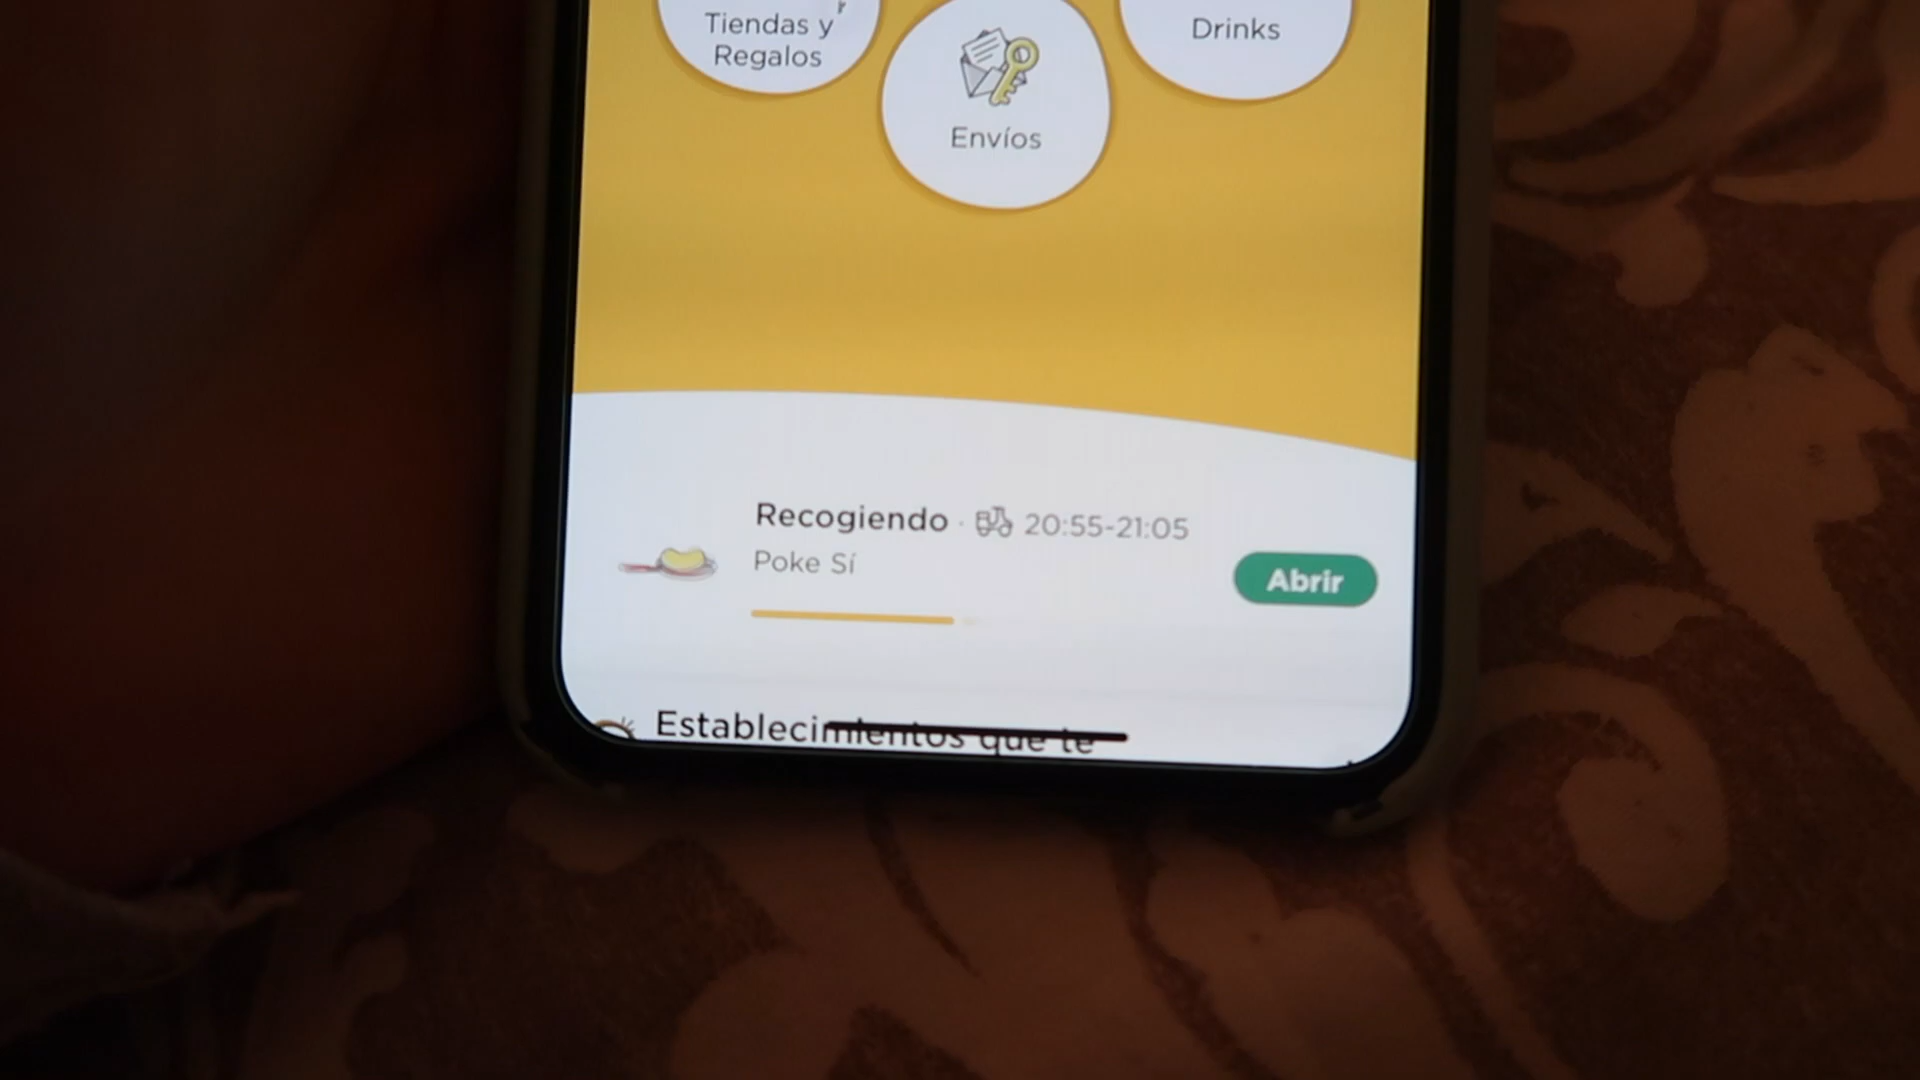 Tiendas y
Regalos
Drinks
Envíos
Recogiendo · 20:55-21:05
Poke Sí
Abrir
Establecimientos que te